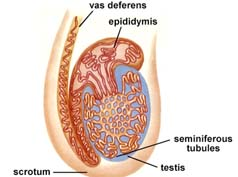 vas deferens
epididymis
seminiferous
tubules
testis
scrotum